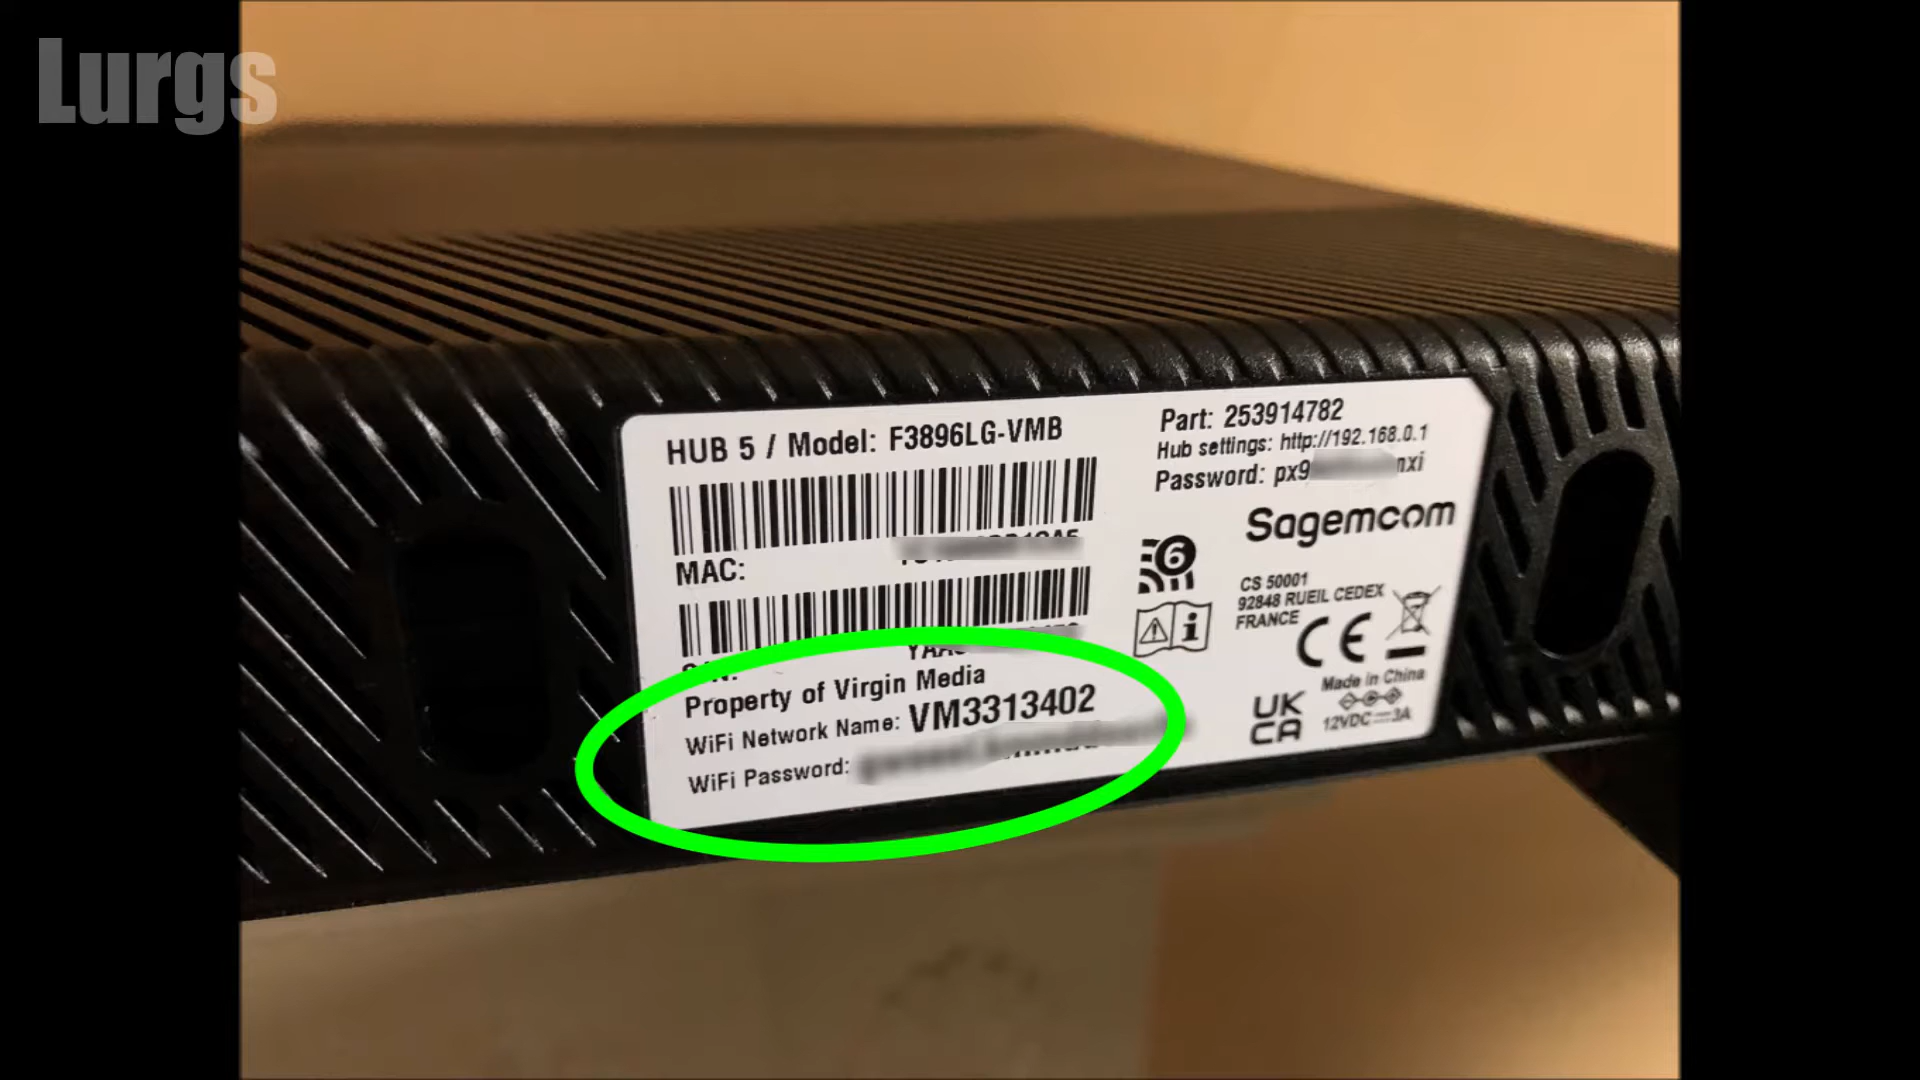 Lurgs
HUB 5 / Model: F3896LG-VMB
MAC:
Property of Virgin Media
WiFi Network Name: VM3313402
WiFi Password:
Part: 253914782
Hub settings: http://192.168.0.1
Password: px9 nxi
Sagemcom
6
CS 50001
92848 RUEIL CEDEX
FRANCE
CE
Made in China
UK
CA
12VDC⎓3A